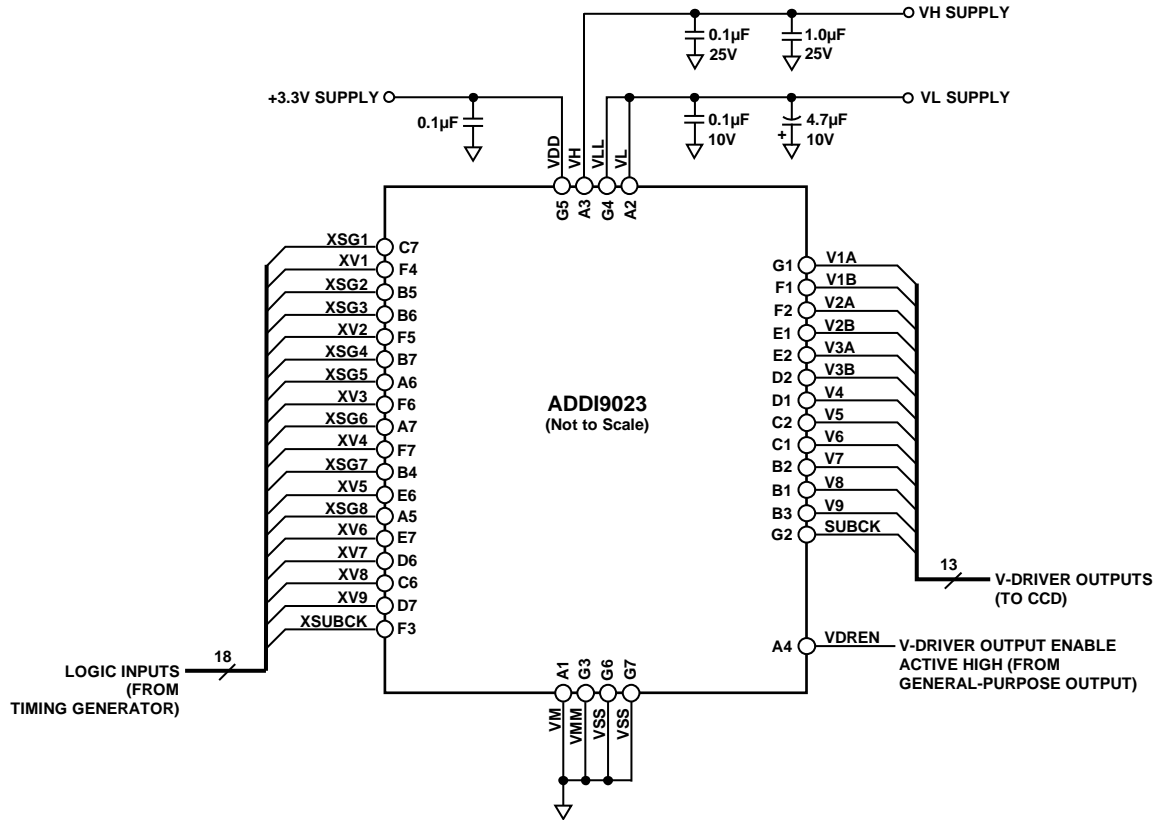 VH SUPPLY
0.1µF
25V
1.0µF
25V
+3.3V SUPPLY
0.1µF
VL SUPPLY
0.1µF
10V
4.7µF
10V
+
VDD
VH
VLL
VL
G5
A3
G4
A2
XSG1
C7
XV1
F4
XSG2
B5
XSG3
B6
XV2
F5
XSG4
B7
XSG5
A6
XV3
F6
XSG6
A7
XV4
F7
XSG7
B4
XV5
E6
XSG8
A5
XV6
E7
XV7
D6
XV8
C6
XV9
D7
XSUBCK
F3
18
LOGIC INPUTS
(FROM
TIMING GENERATOR)
ADDI9023
(Not to Scale)
G1
V1A
F1
V1B
F2
V2A
E1
V2B
E2
V3A
D2
V3B
D1
V4
C2
V5
C1
V6
B2
V7
B1
V8
B3
V9
G2
SUBCK
13
V-DRIVER OUTPUTS
(TO CCD)
A4
VDREN
V-DRIVER OUTPUT ENABLE
ACTIVE HIGH (FROM
GENERAL-PURPOSE OUTPUT)
A1
G3
G6
G7
VM
VMM
VSS
VSS